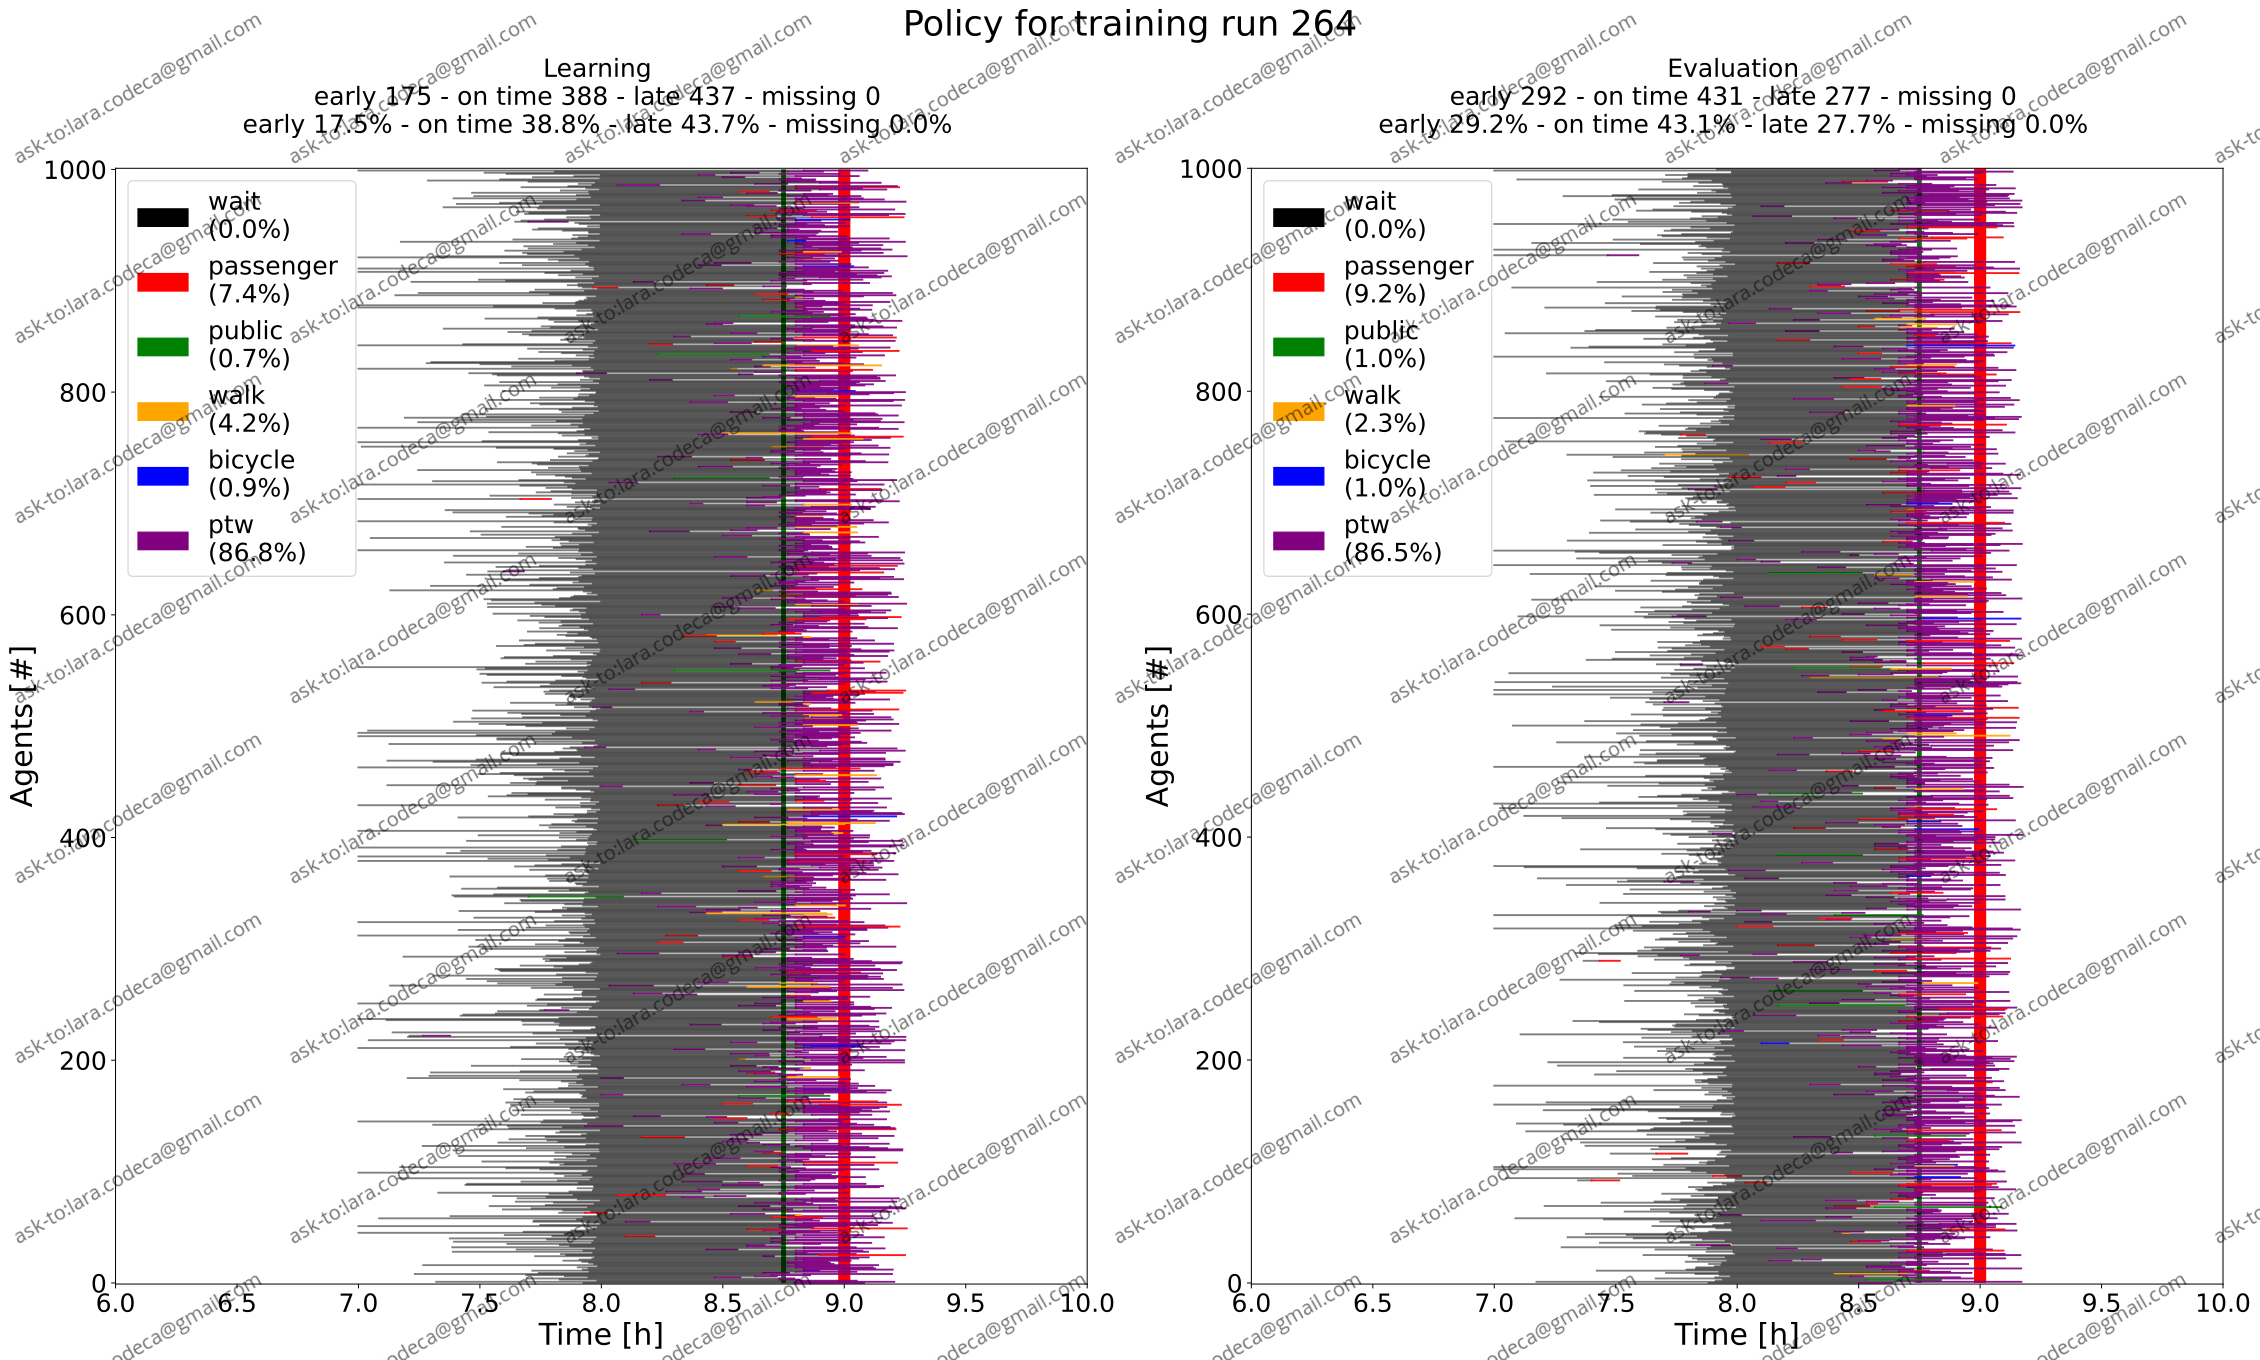 Policy for training run 264
Learning
early 175 - on time 388 - late 437 - missing 0
early 17.5% - on time 38.8% - late 43.7% - missing 0.0%
1000
800
600
400
200
0
Agents [#]
wait
(0.0%)
passenger
(7.4%)
public
(0.7%)
walk
(4.2%)
bicycle
(0.9%)
ptw
(86.8%)
6.0 6.5 7.0 7.5 8.0 8.5 9.0 9.5 10.0
Time [h]
Evaluation
early 292 - on time 431 - late 277 - missing 0
early 29.2% - on time 43.1% - late 27.7% - missing 0.0%
1000
800
600
400
200
0
Agents [#]
wait
(0.0%)
passenger
(9.2%)
public
(1.0%)
walk
(2.3%)
bicycle
(1.0%)
ptw
(86.5%)
6.0 6.5 7.0 7.5 8.0 8.5 9.0 9.5 10.0
Time [h]
ask-to:lara.codeca@gmail.com